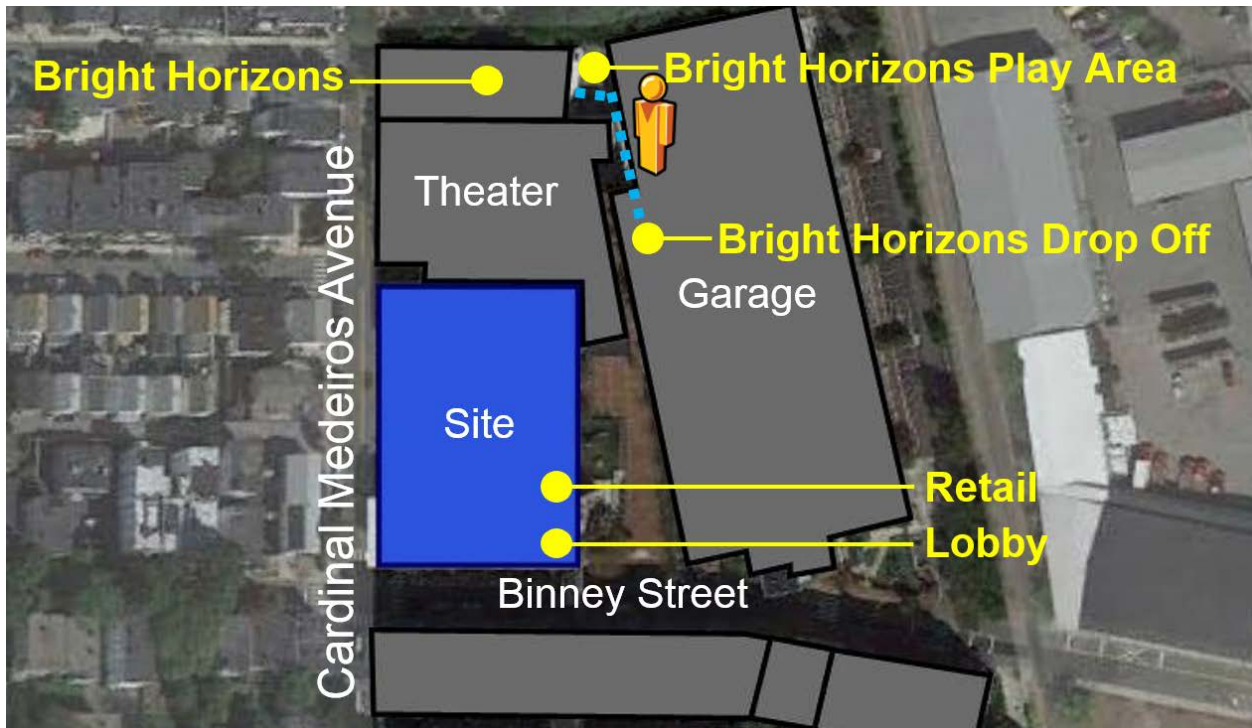 Bright Horizons
Bright Horizons Play Area
Theater
Bright Horizons Drop Off
Garage
Cardinal Medeiros Avenue
Site
Retail
Lobby
Binney Street